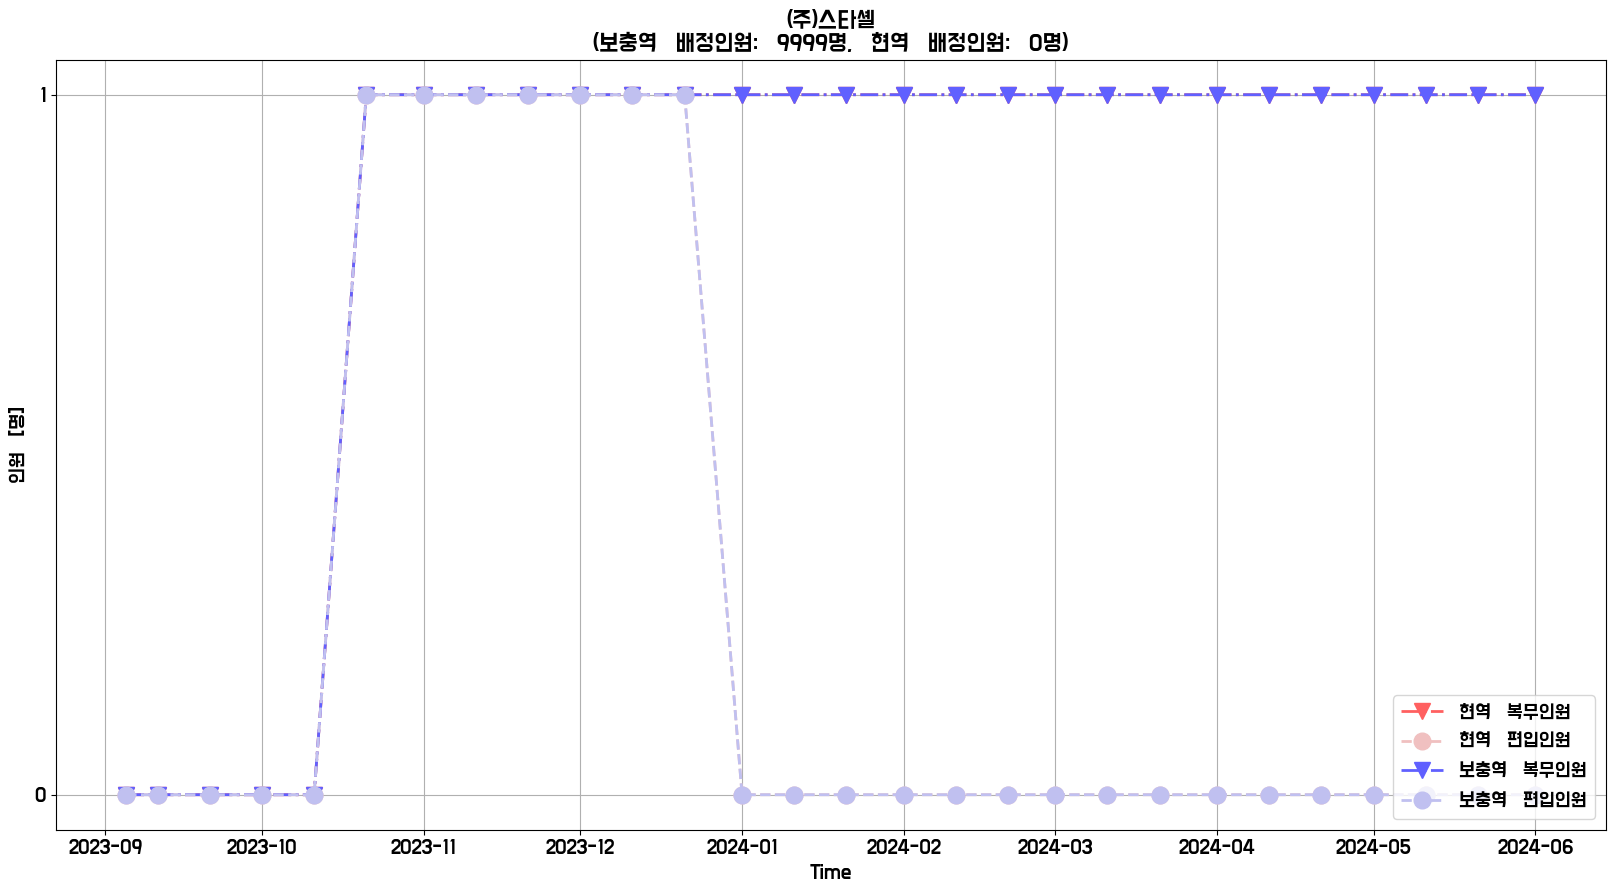 (주)스타셸
(보충역 배정인원: 9999명, 현역 배정인원: 0명)
인원 [명]
1
0
현역 복무인원
현역 편입인원
보충역 복무인원
보충역 편입인원
2023-09 2023-10 2023-11 2023-12 2024-01 2024-02 2024-03 2024-04 2024-05 2024-06
Time